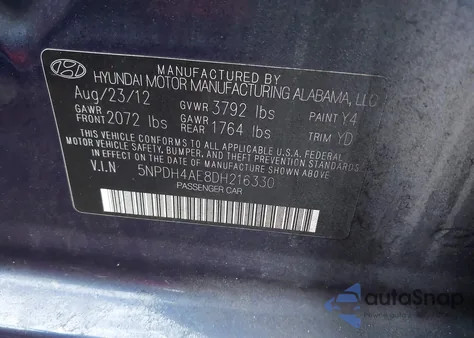 MANUFACTURED BY
HYUNDAI MOTOR MANUFACTURING ALABAMA, LLC
Aug/23/12 GVWR 3792 lbs PAINT Y4
GAWR FRONT 2072 lbs GAWR REAR 1764 lbs TRIM YD
THIS VEHICLE CONFORMS TO ALL APPLICABLE U.S.A. FEDERAL
MOTOR VEHICLE SAFETY, BUMPER, AND THEFT PREVENTION STANDARDS
IN EFFECT ON THE DATE OF MANUFACTURE SHOWN ABOVE.
V.I.N 5NPDH4AE8DH216330
PASSENGER CAR
autoSnap